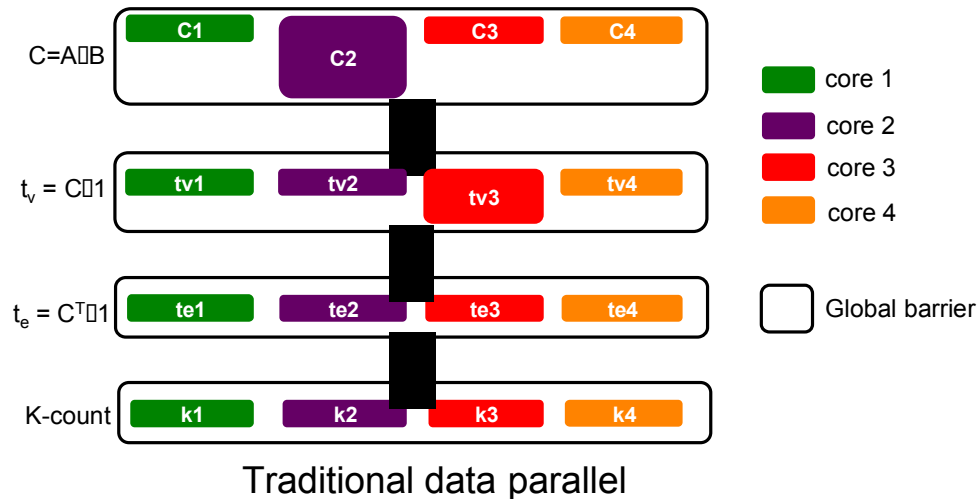 C=A▯B
C1 C2 C3 C4
t_v = C▯1
tv1 tv2 tv3 tv4
t_e = C^T▯1
te1 te2 te3 te4
K-count
k1 k2 k3 k4
core 1
core 2
core 3
core 4
Global barrier
Traditional data parallel